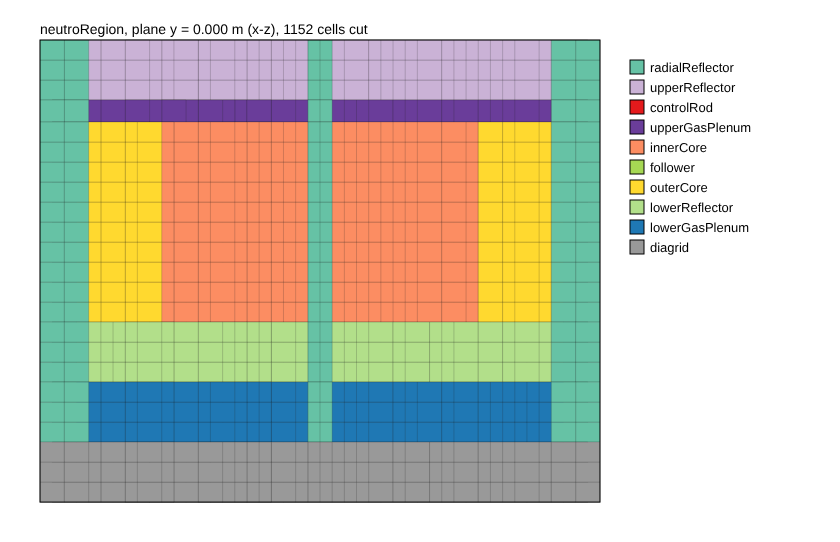 neutroRegion, plane y = 0.000 m (x-z), 1152 cells cut
radialReflector
upperReflector
controlRod
upperGasPlenum
innerCore
follower
outerCore
lowerReflector
lowerGasPlenum
diagrid